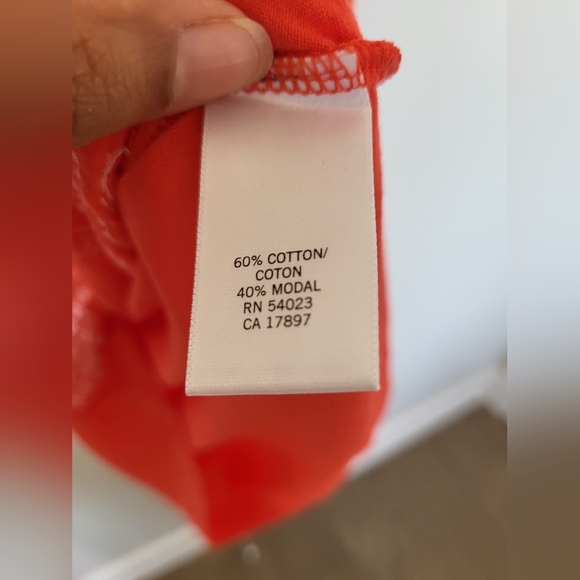 60% COTTON/
COTON
40% MODAL
RN 54023
CA 17897